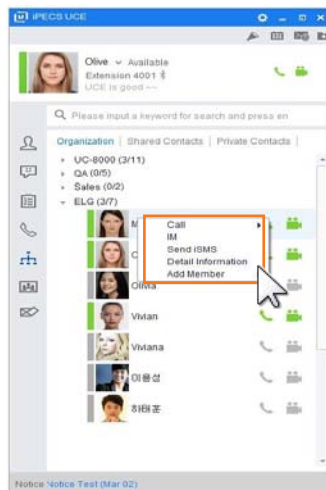 iPECS UCE
Olive Available
Extension 4001
UCE is good ~~
Please input a keyword for search and press en
Organization | Shared Contacts | Private Contacts |
UC-8000 (3/11)
QA (0/5)
Sales (0/2)
ELG (3/7)
M
Call
IM
Send iSMS
Detail Information
Add Member
Olivia
Vivian
Viviana
이용성
하태훈
Notice Notice Test (Mar 02)